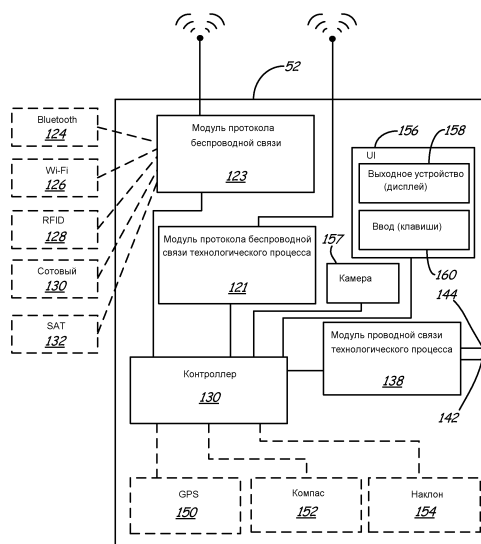 52
Bluetooth
124
Wi-Fi
126
RFID
128
Сотовый
130
SAT
132
Модуль протокола
беспроводной связи
123
156
158
UI
Выходное устройство
(дисплей)
Ввод (клавиши)
160
Модуль протокола беспроводной
связи технологического процесса
121
157
Камера
144
Модуль проводной связи
технологического процесса
138
142
Контроллер
130
GPS
150
Компас
152
Наклон
154